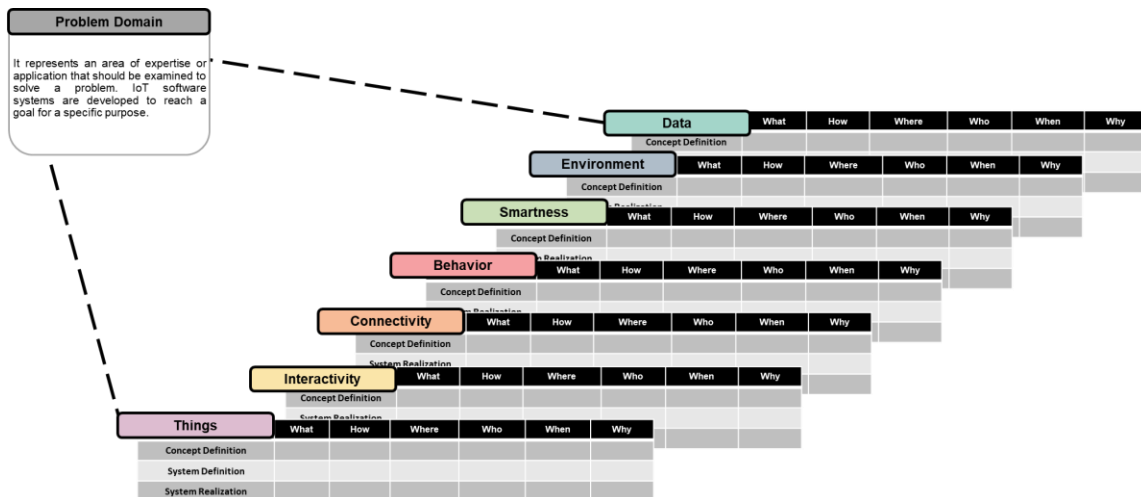 Problem Domain
It represents an area of expertise or
application that should be examined to
solve a problem. IoT software
systems are developed to reach a
goal for a specific purpose.
Data What How Where Who When Why
Concept Definition
Environment What How Where Who When Why
Concept Definition
Smartness What How Where Who When Why
Concept Definition
System Realization
Behavior What How Where Who When Why
Concept Definition
Realization
Connectivity What How Where Who When Why
Concept Definition
System Realization
Interactivity What How Where Who When Why
Concept Definition
System Realization
Things What How Where Who When Why
Concept Definition
System Definition
System Realization